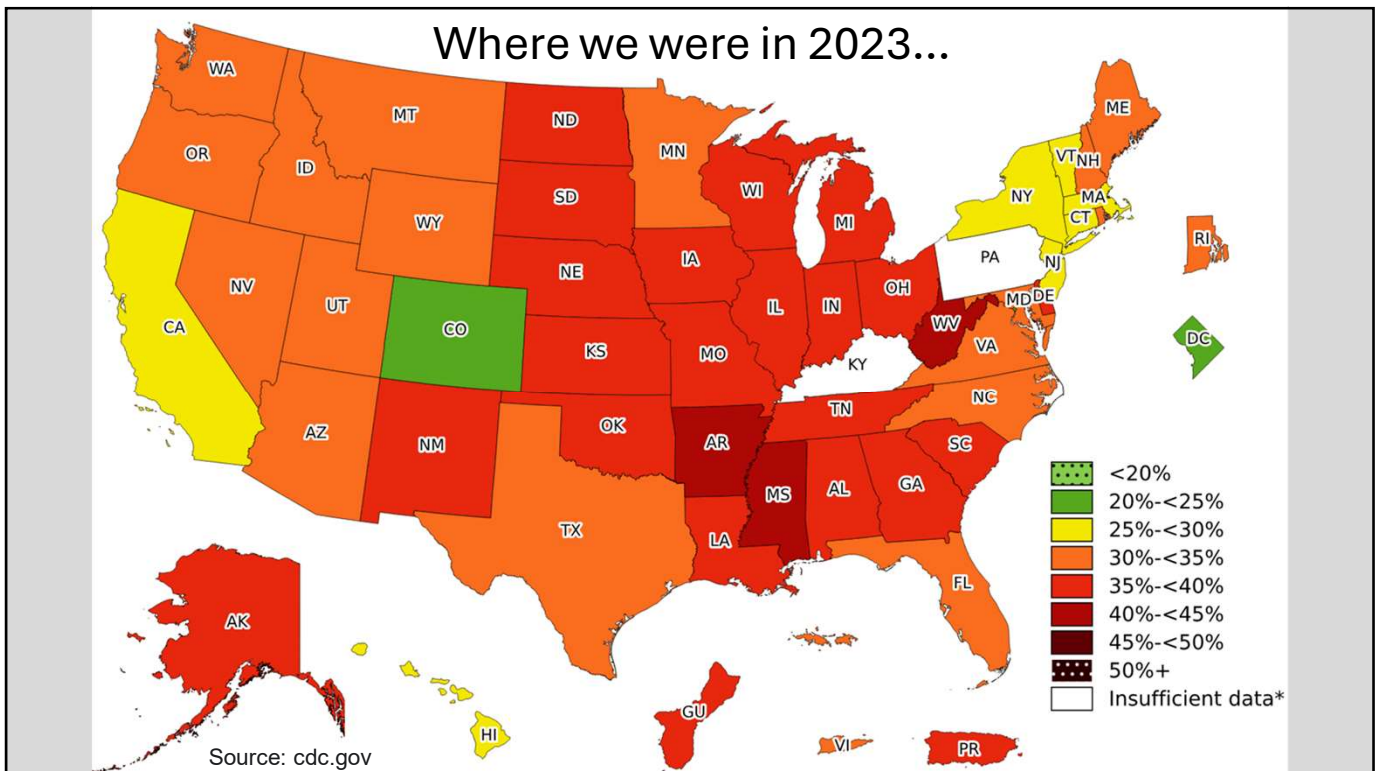 Where we were in 2023...
WA
MT
ND
MN
ME
OR
ID
SD
WI
VT
NH
WY
MI
NY
MA
CT
NE
IA
PA
NJ
RI
NV
UT
CO
IL
IN
OH
MD
DE
CA
KS
MO
WV
VA
DC
KY
AZ
NM
OK
TN
NC
AR
SC
MS
AL
GA
TX
LA
FL
AK
HI
GU
VI
PR
<20%
20%-<25%
25%-<30%
30%-<35%
35%-<40%
40%-<45%
45%-<50%
50%+
Insufficient data*
Source: cdc.gov